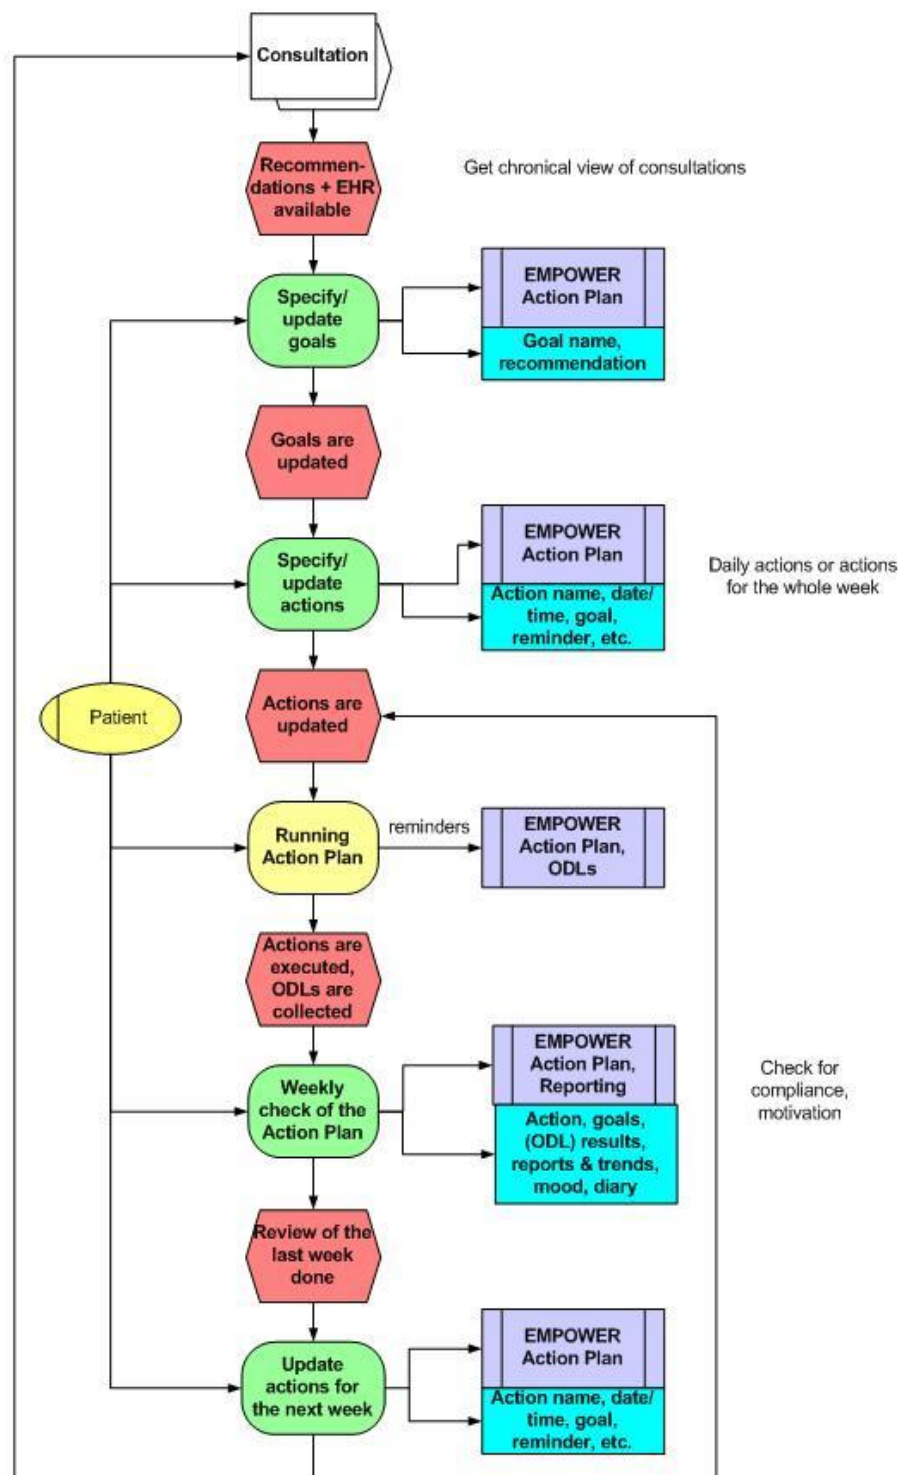 Consultation
Recommen-
dations + EHR
available
Get chronical view of consultations
Specify/
update
goals
EMPOWER
Action Plan
Goal name,
recommendation
Goals are
updated
Specify/
update
actions
EMPOWER
Action Plan
Action name, date/
time, goal,
reminder, etc.
Daily actions or actions
for the whole week
Patient
Actions are
updated
Running
Action Plan
reminders
EMPOWER
Action Plan,
ODLs
Actions are
executed,
ODLs are
collected
Weekly
check of the
Action Plan
EMPOWER
Action Plan,
Reporting
Action, goals,
(ODL) results,
reports & trends,
mood, diary
Check for
compliance,
motivation
Review of the
last week
done
Update
actions for
the next week
EMPOWER
Action Plan
Action name, date/
time, goal,
reminder, etc.